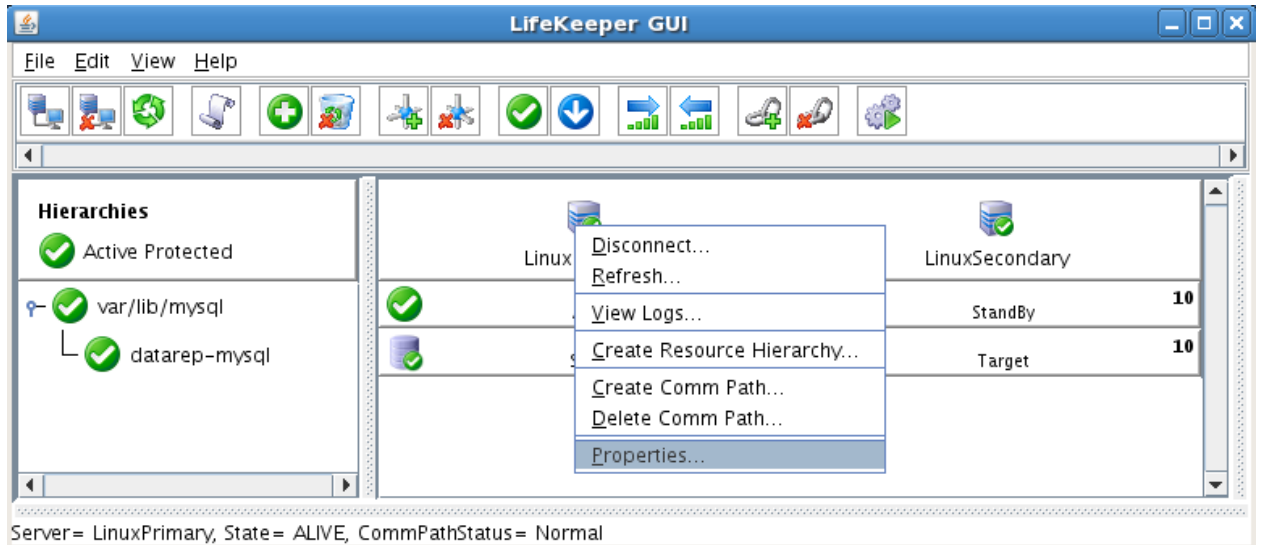 LifeKeeper GUI
File Edit View Help
Hierarchies
Active Protected
var/lib/mysql
datarep-mysql
Linux
LinuxSecondary
StandBy
10
Target
10
Disconnect...
Refresh...
View Logs...
Create Resource Hierarchy...
Create Comm Path...
Delete Comm Path...
Properties...
Server= LinuxPrimary, State= ALIVE, CommPathStatus= Normal